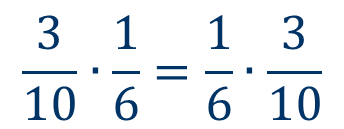 3/10 · 1/6 = 1/6 · 3/10